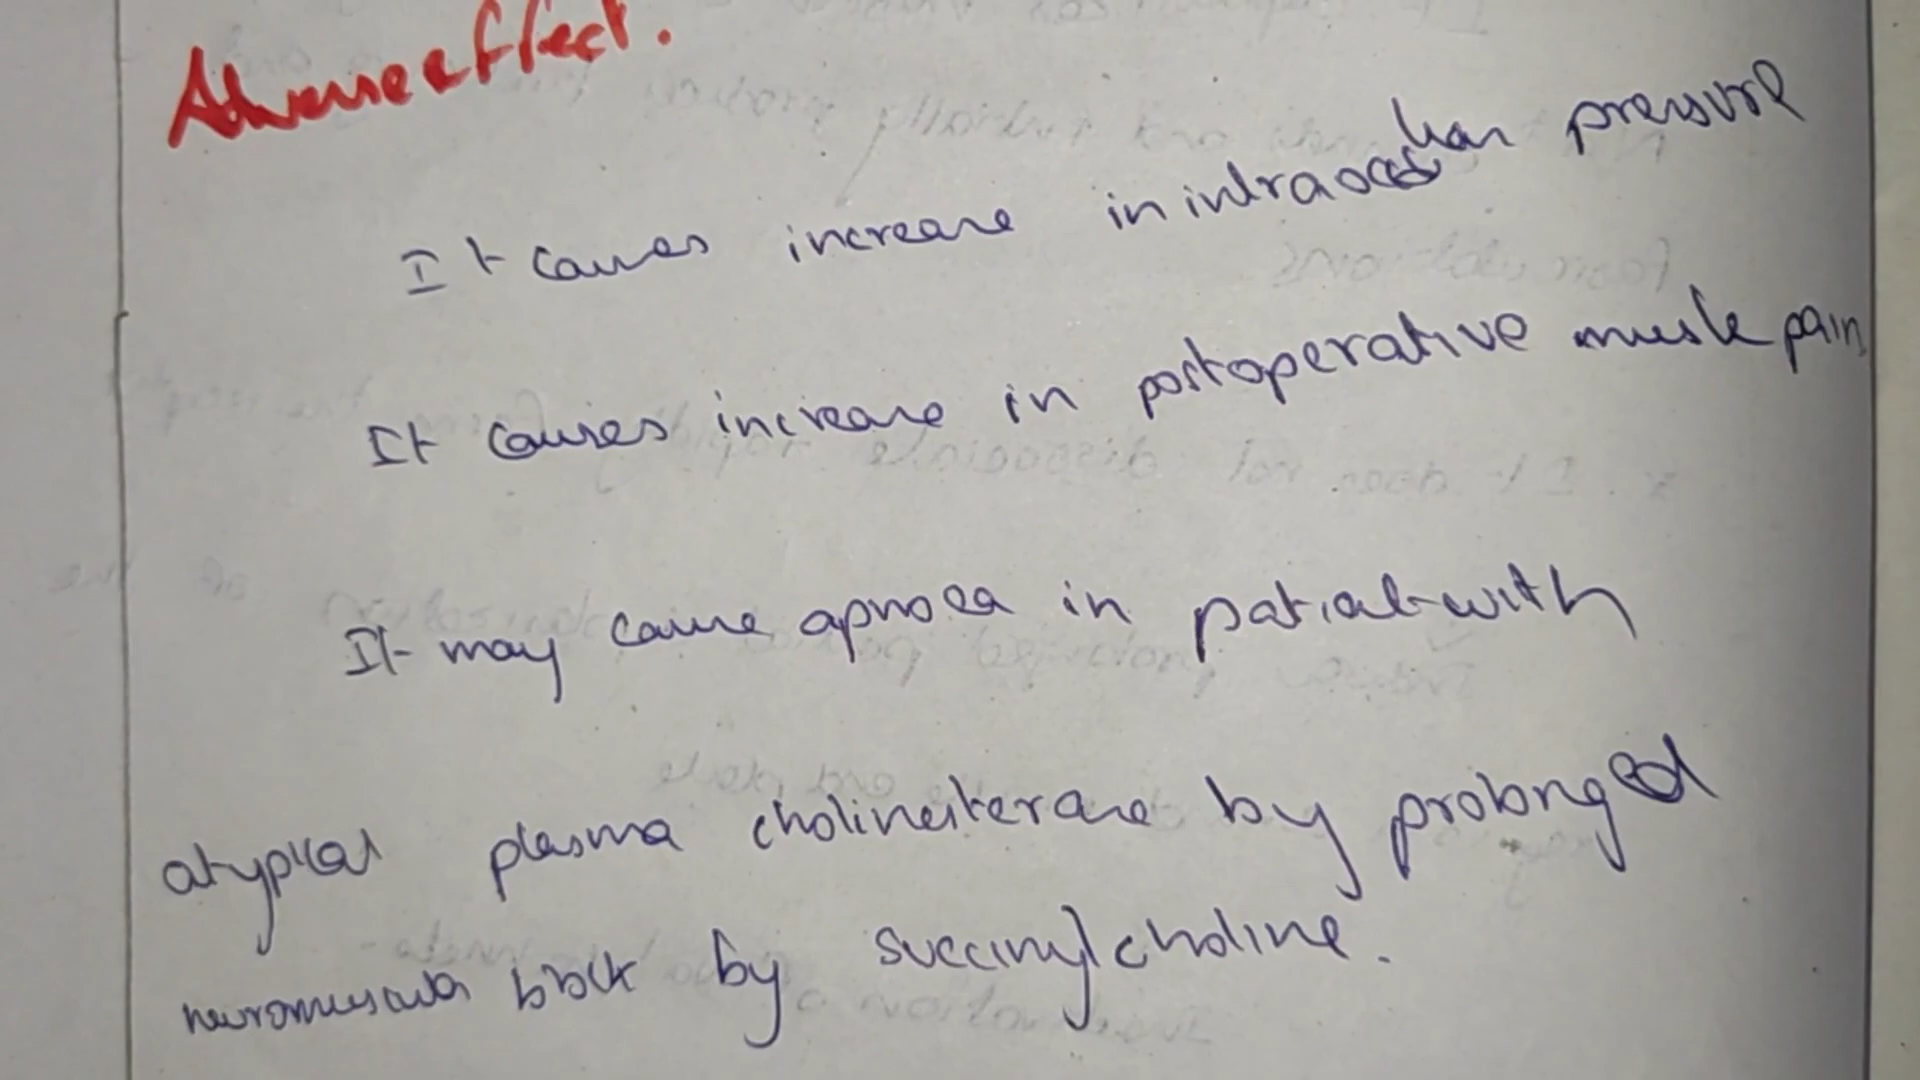 Adverse effect.
It causes increase in intraocular pressure
It causes increase in postoperative muscle pain
It may cause apnoea in patient with
atypical plasma cholinesterase by prolonged
neuromuscular block by succinylcholine.